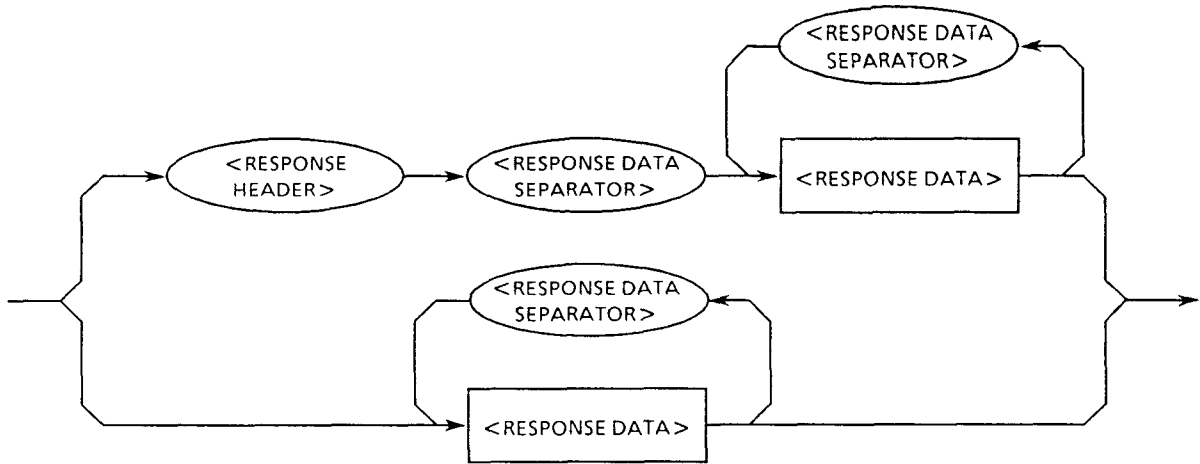 <RESPONSE DATA
SEPARATOR>
<RESPONSE
HEADER>
<RESPONSE DATA
SEPARATOR>
<RESPONSE DATA>
<RESPONSE DATA
SEPARATOR>
<RESPONSE DATA>